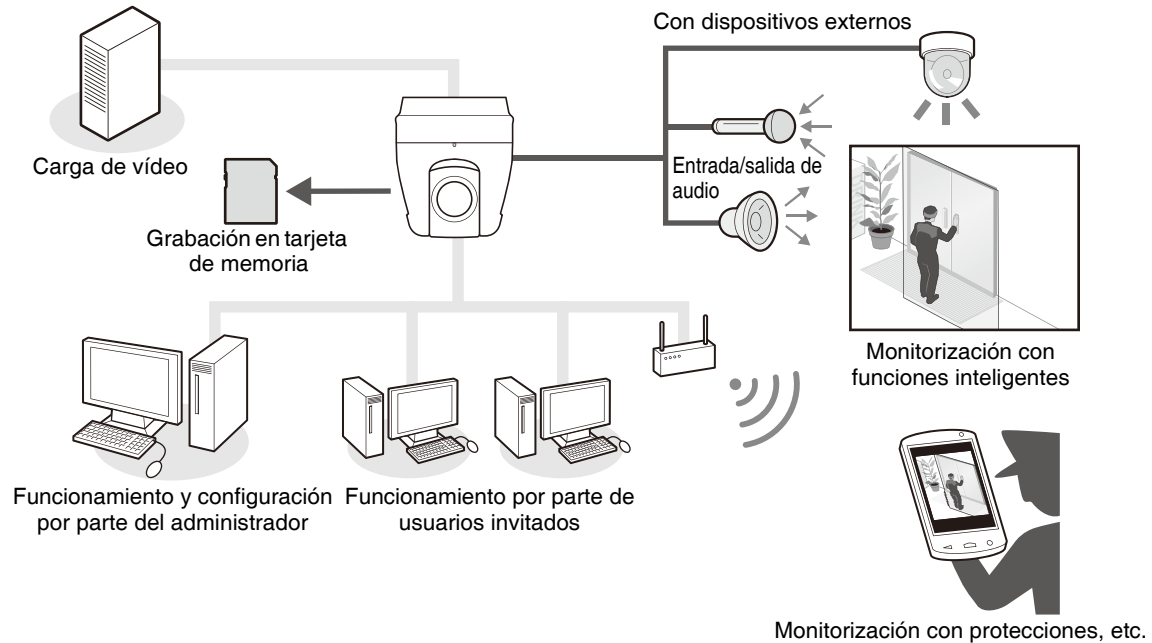 Con dispositivos externos
Carga de vídeo
Entrada/salida de
audio
Grabación en tarjeta
de memoria
Monitorización con
funciones inteligentes
Funcionamiento y configuración
por parte del administrador
Funcionamiento por parte de
usuarios invitados
Monitorización con protecciones, etc.